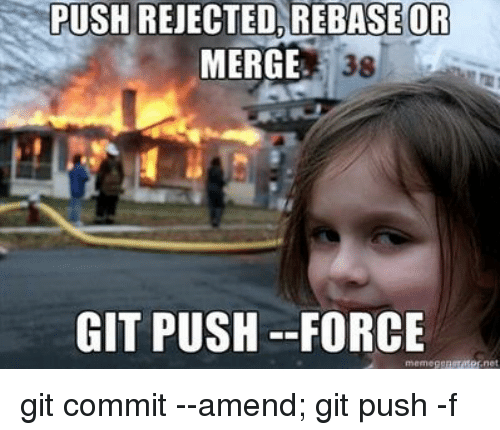 PUSH REJECTED, REBASE OR
MERGE
38
GIT PUSH --FORCE
memegenerator.net
git commit --amend; git push -f